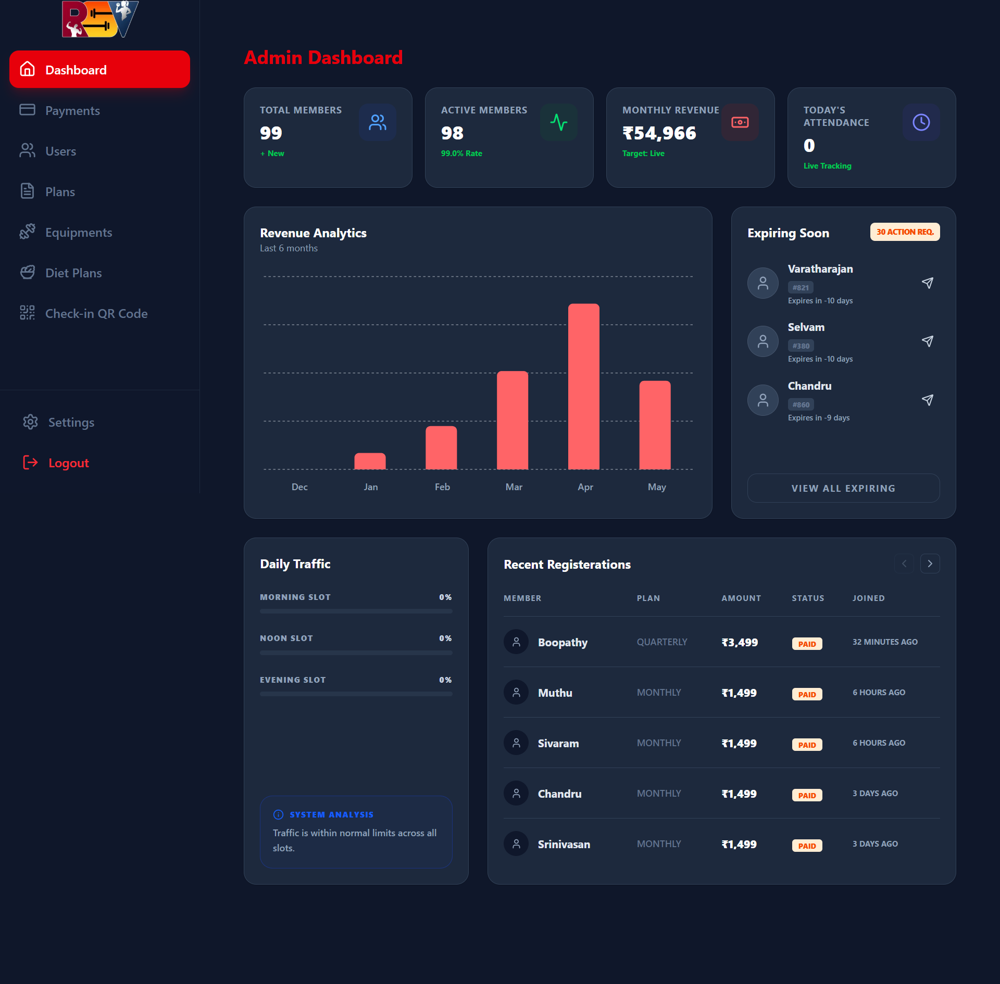 RSV
Dashboard
Payments
Users
Plans
Equipments
Diet Plans
Check-in QR Code
Settings
Logout
Admin Dashboard
TOTAL MEMBERS
99
+ New
ACTIVE MEMBERS
98
99.0% Rate
MONTHLY REVENUE
₹54,966
Target: Live
TODAY'S
ATTENDANCE
0
Live Tracking
Revenue Analytics
Last 6 months
Dec Jan Feb Mar Apr May
Expiring Soon
30 ACTION REQ.
Varatharajan
#821
Expires in -10 days
Selvam
#380
Expires in -10 days
Chandru
#860
Expires in -9 days
VIEW ALL EXPIRING
Daily Traffic
MORNING SLOT 0%
NOON SLOT 0%
EVENING SLOT 0%
SYSTEM ANALYSIS
Traffic is within normal limits across all
slots.
Recent Registerations
MEMBER PLAN AMOUNT STATUS JOINED
Boopathy QUARTERLY ₹3,499 PAID 32 MINUTES AGO
Muthu MONTHLY ₹1,499 PAID 6 HOURS AGO
Sivaram MONTHLY ₹1,499 PAID 6 HOURS AGO
Chandru MONTHLY ₹1,499 PAID 3 DAYS AGO
Srinivasan MONTHLY ₹1,499 PAID 3 DAYS AGO